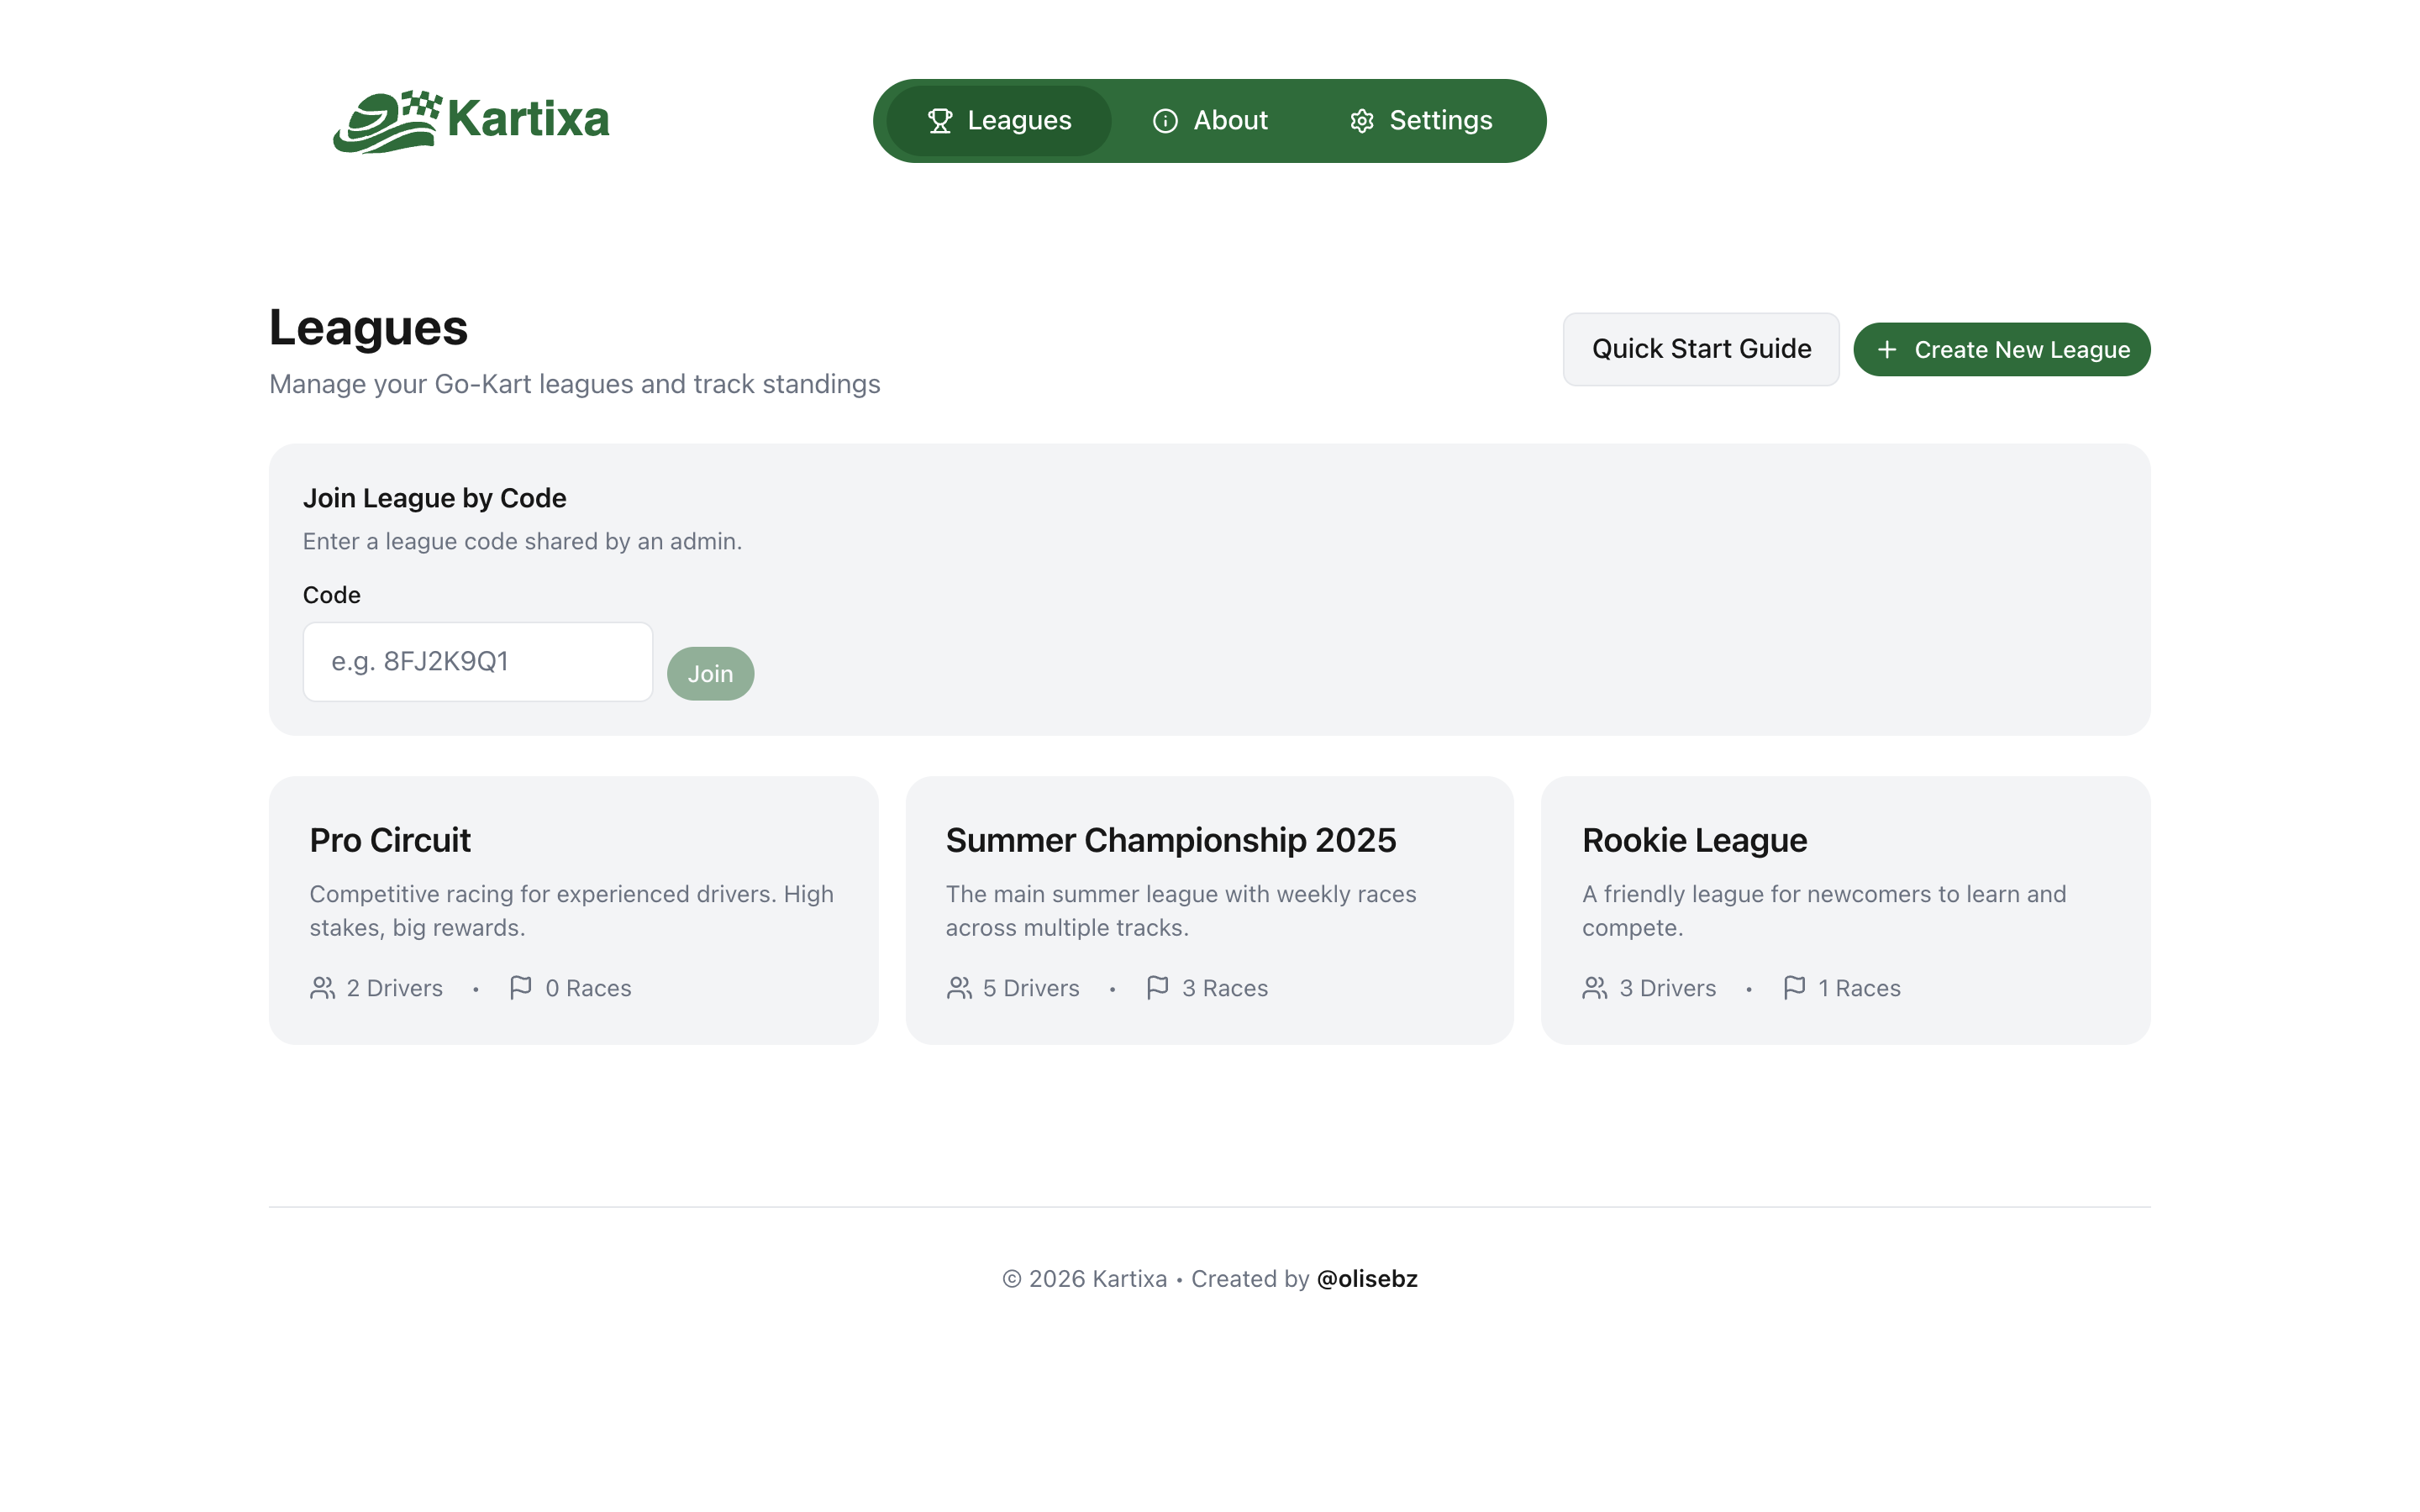 Kartixa
Leagues
About
Settings
Leagues
Manage your Go-Kart leagues and track standings
Quick Start Guide
+ Create New League
Join League by Code
Enter a league code shared by an admin.
Code
e.g. 8FJ2K9Q1
Join
Pro Circuit
Competitive racing for experienced drivers. High
stakes, big rewards.
2 Drivers • 0 Races
Summer Championship 2025
The main summer league with weekly races
across multiple tracks.
5 Drivers • 3 Races
Rookie League
A friendly league for newcomers to learn and
compete.
3 Drivers • 1 Races
© 2026 Kartixa • Created by @olisebz